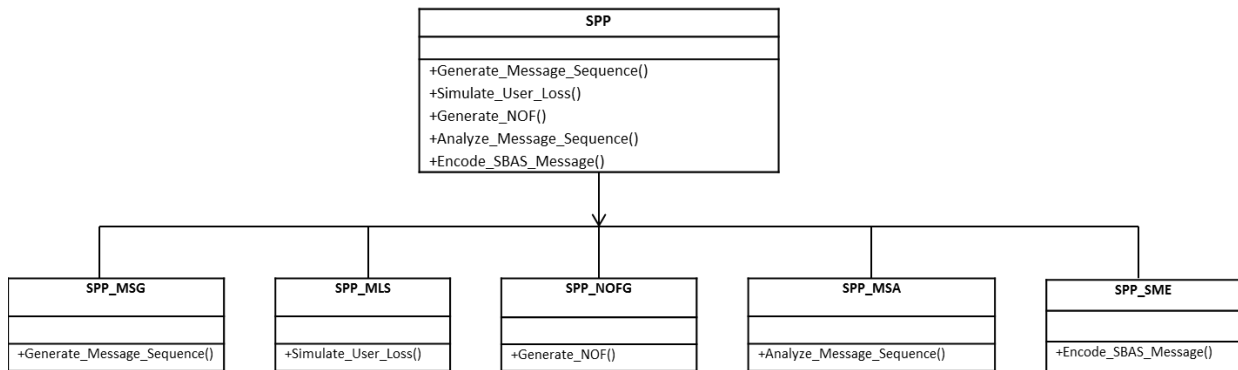 SPP
+Generate_Message_Sequence()
+Simulate_User_Loss()
+Generate_NOF()
+Analyze_Message_Sequence()
+Encode_SBAS_Message()
SPP_MSG
+Generate_Message_Sequence()
SPP_MLS
+Simulate_User_Loss()
SPP_NOFG
+Generate_NOF()
SPP_MSA
+Analyze_Message_Sequence()
SPP_SME
+Encode_SBAS_Message()